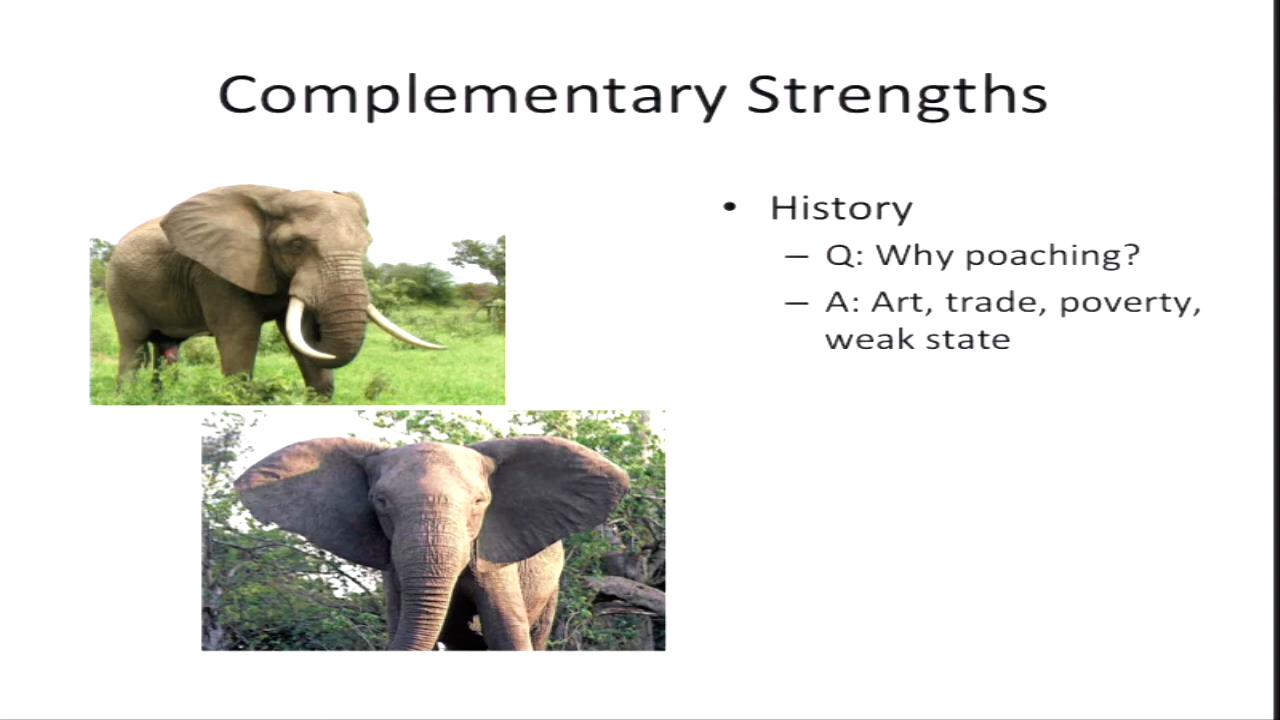 Complementary Strengths
• History
– Q: Why poaching?
– A: Art, trade, poverty,
weak state